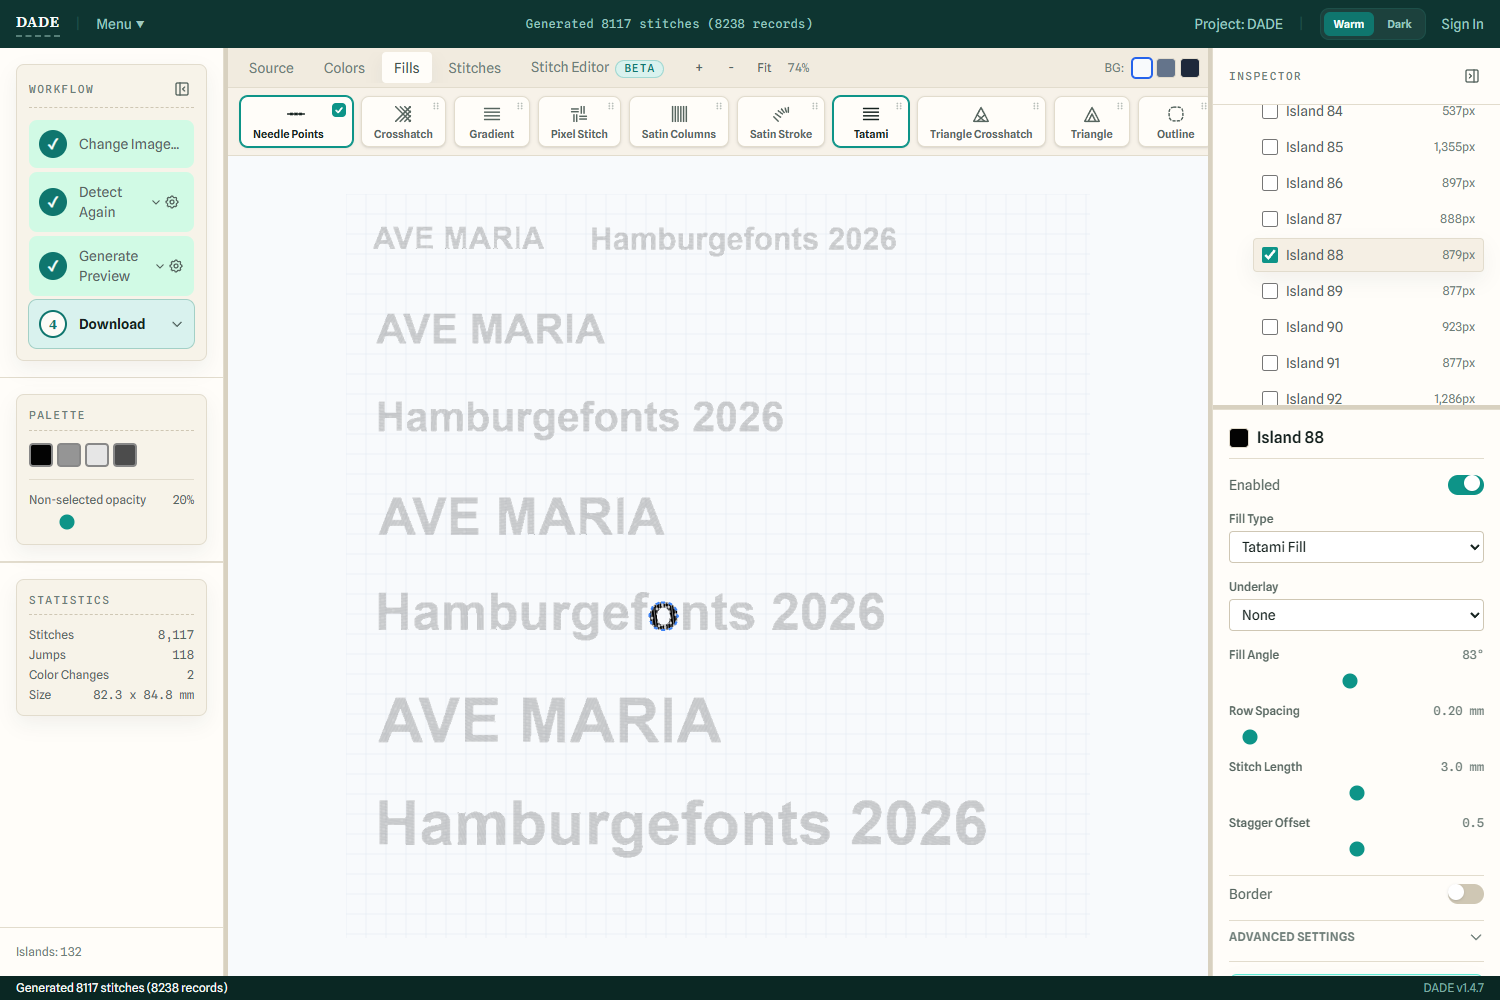 DADE
Menu ▾
Generated 8117 stitches (8238 records)
Project: DADE
Warm
Dark
Sign In
WORKFLOW
Change Image...
Detect Again
Generate Preview
4
Download
PALETTE
Non-selected opacity 20%
STATISTICS
Stitches 8,117
Jumps 118
Color Changes 2
Size 82.3 x 84.8 mm
Islands: 132
Source
Colors
Fills
Stitches
Stitch Editor BETA
+
-
Fit
74%
BG:
Needle Points
Crosshatch
Gradient
Pixel Stitch
Satin Columns
Satin Stroke
Tatami
Triangle Crosshatch
Triangle
Outline
AVE MARIA Hamburgefonts 2026
AVE MARIA
Hamburgefonts 2026
AVE MARIA
Hamburgefonts 2026
AVE MARIA
Hamburgefonts 2026
INSPECTOR
Island 84 537px
Island 85 1,355px
Island 86 897px
Island 87 888px
Island 88 879px
Island 89 877px
Island 90 923px
Island 91 877px
Island 92 1,286px
Island 88
Enabled
Fill Type
Tatami Fill
Underlay
None
Fill Angle 83°
Row Spacing 0.20 mm
Stitch Length 3.0 mm
Stagger Offset 0.5
Border
ADVANCED SETTINGS
Generated 8117 stitches (8238 records)
DADE v1.4.7